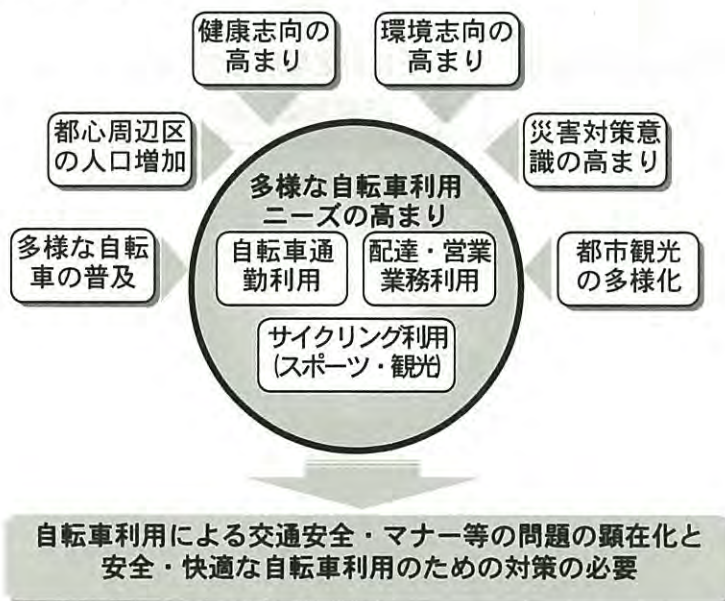 健康志向の
高まり
環境志向の
高まり
都心周辺区
の人口増加
災害対策意
識の高まり
多様な自転
車の普及
都市観光
の多様化
多様な自転車利用
ニーズの高まり
自転車通
勤利用
配達・営業
業務利用
サイクリング利用
(スポーツ・観光)
自転車利用による交通安全・マナー等の問題の顕在化と
安全・快適な自転車利用のための対策の必要